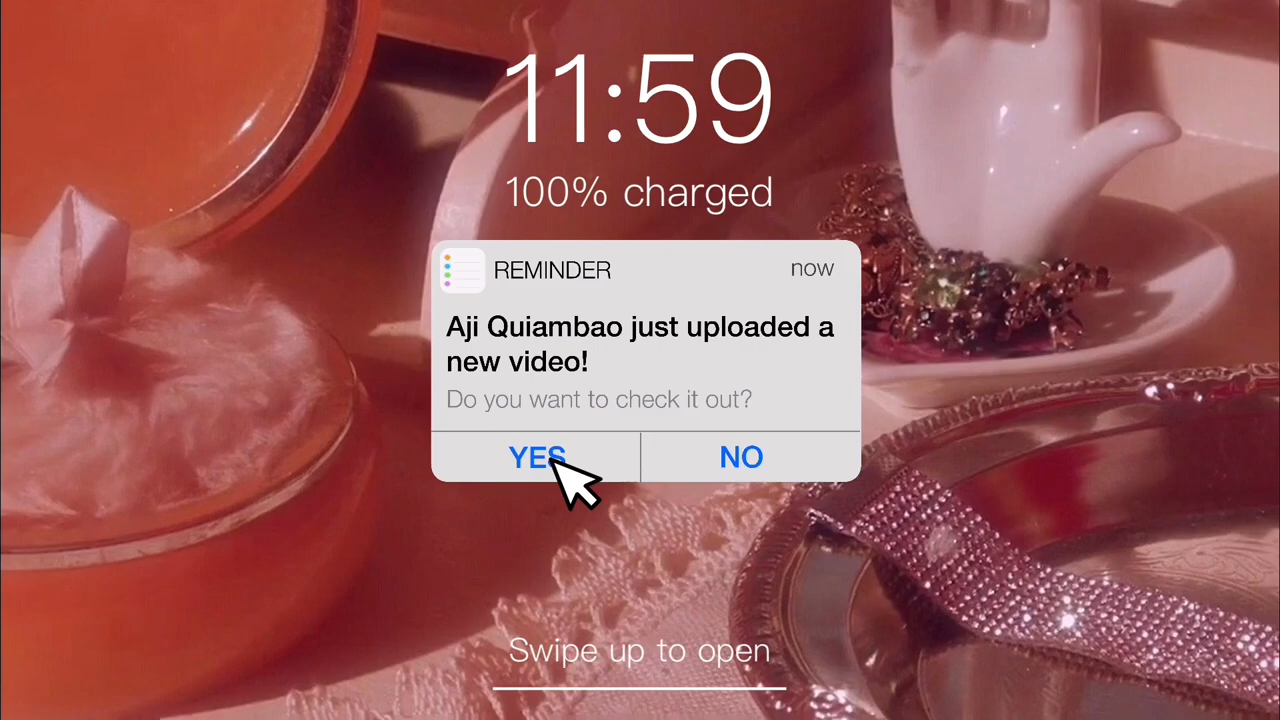 11:59
100% charged
REMINDER
now
Aji Quiambao just uploaded a
new video!
Do you want to check it out?
YES
NO
Swipe up to open